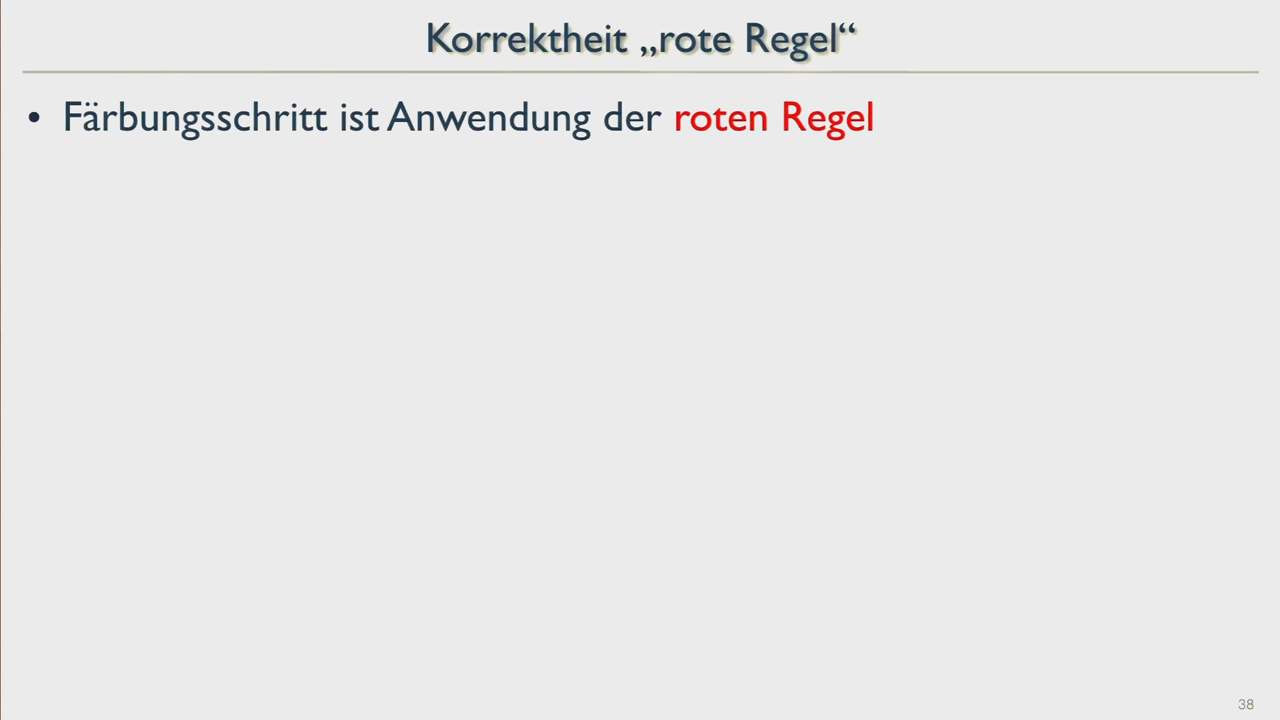 Korrektheit „rote Regel“
• Färbungsschritt ist Anwendung der roten Regel
38